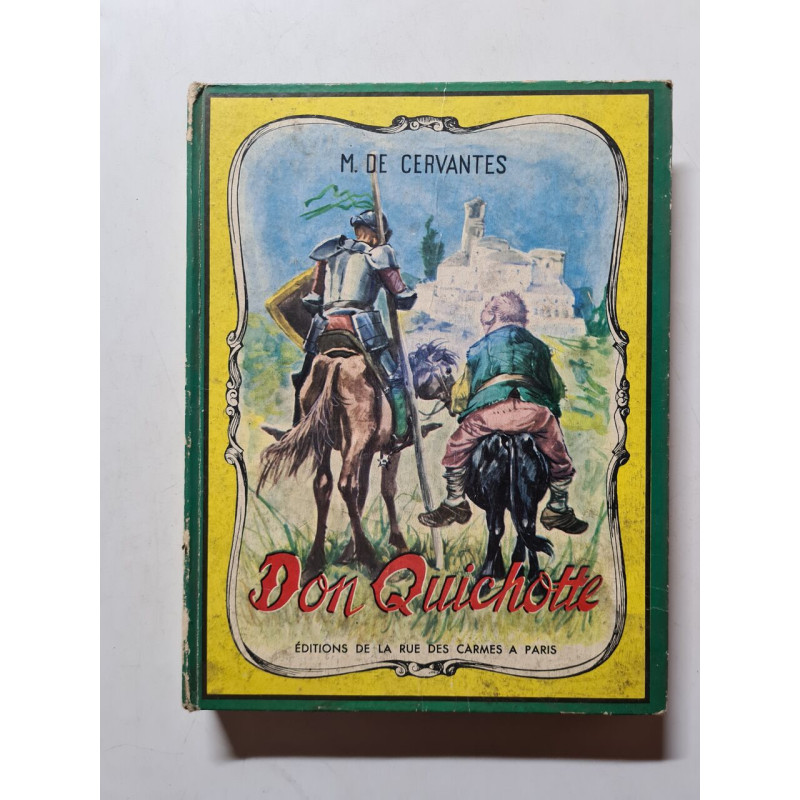 M. DE CERVANTES
Don Quichotte
ÉDITIONS DE LA RUE DES CARMES A PARIS